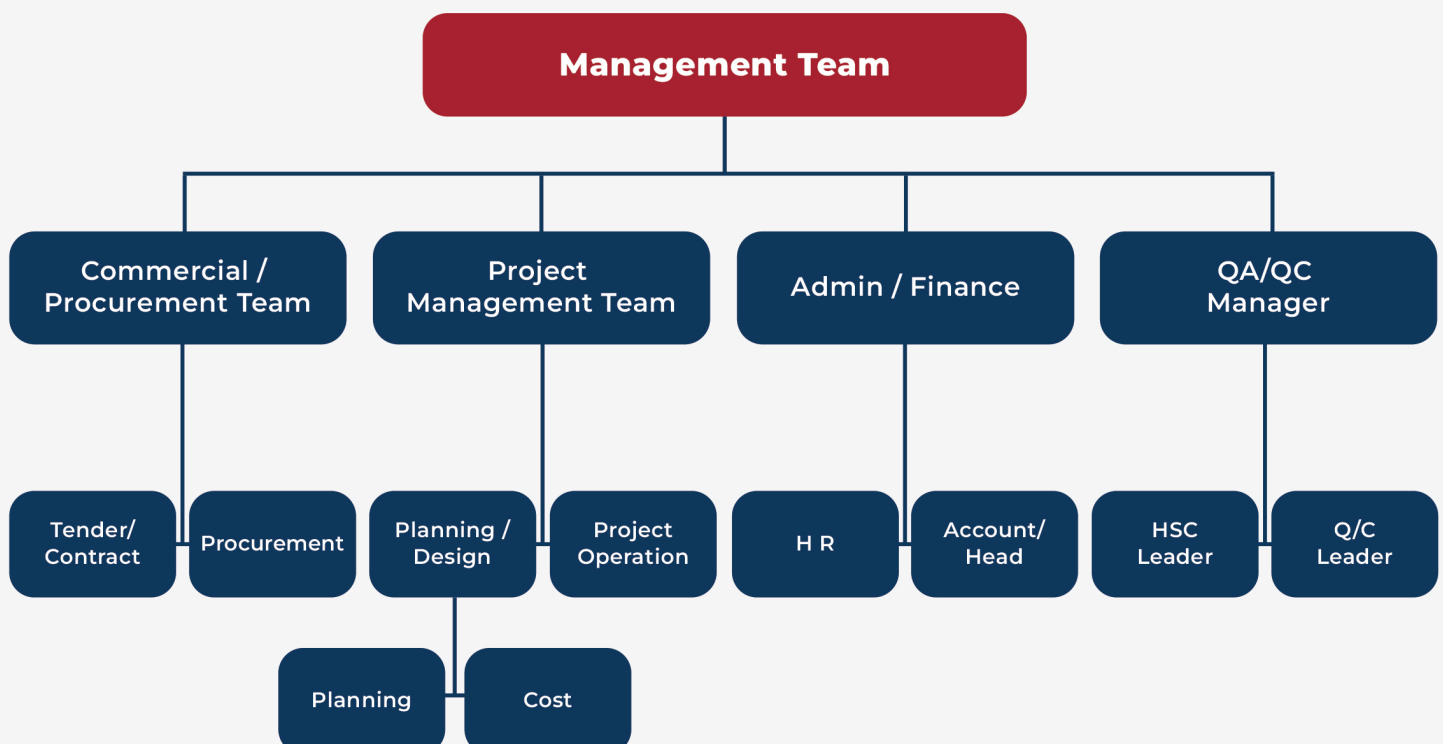 Management Team
Commercial /
Procurement Team
Project
Management Team
Admin / Finance
QA/QC
Manager
Tender/
Contract
Procurement
Planning /
Design
Project
Operation
H R
Account/
Head
HSC
Leader
Q/C
Leader
Planning
Cost